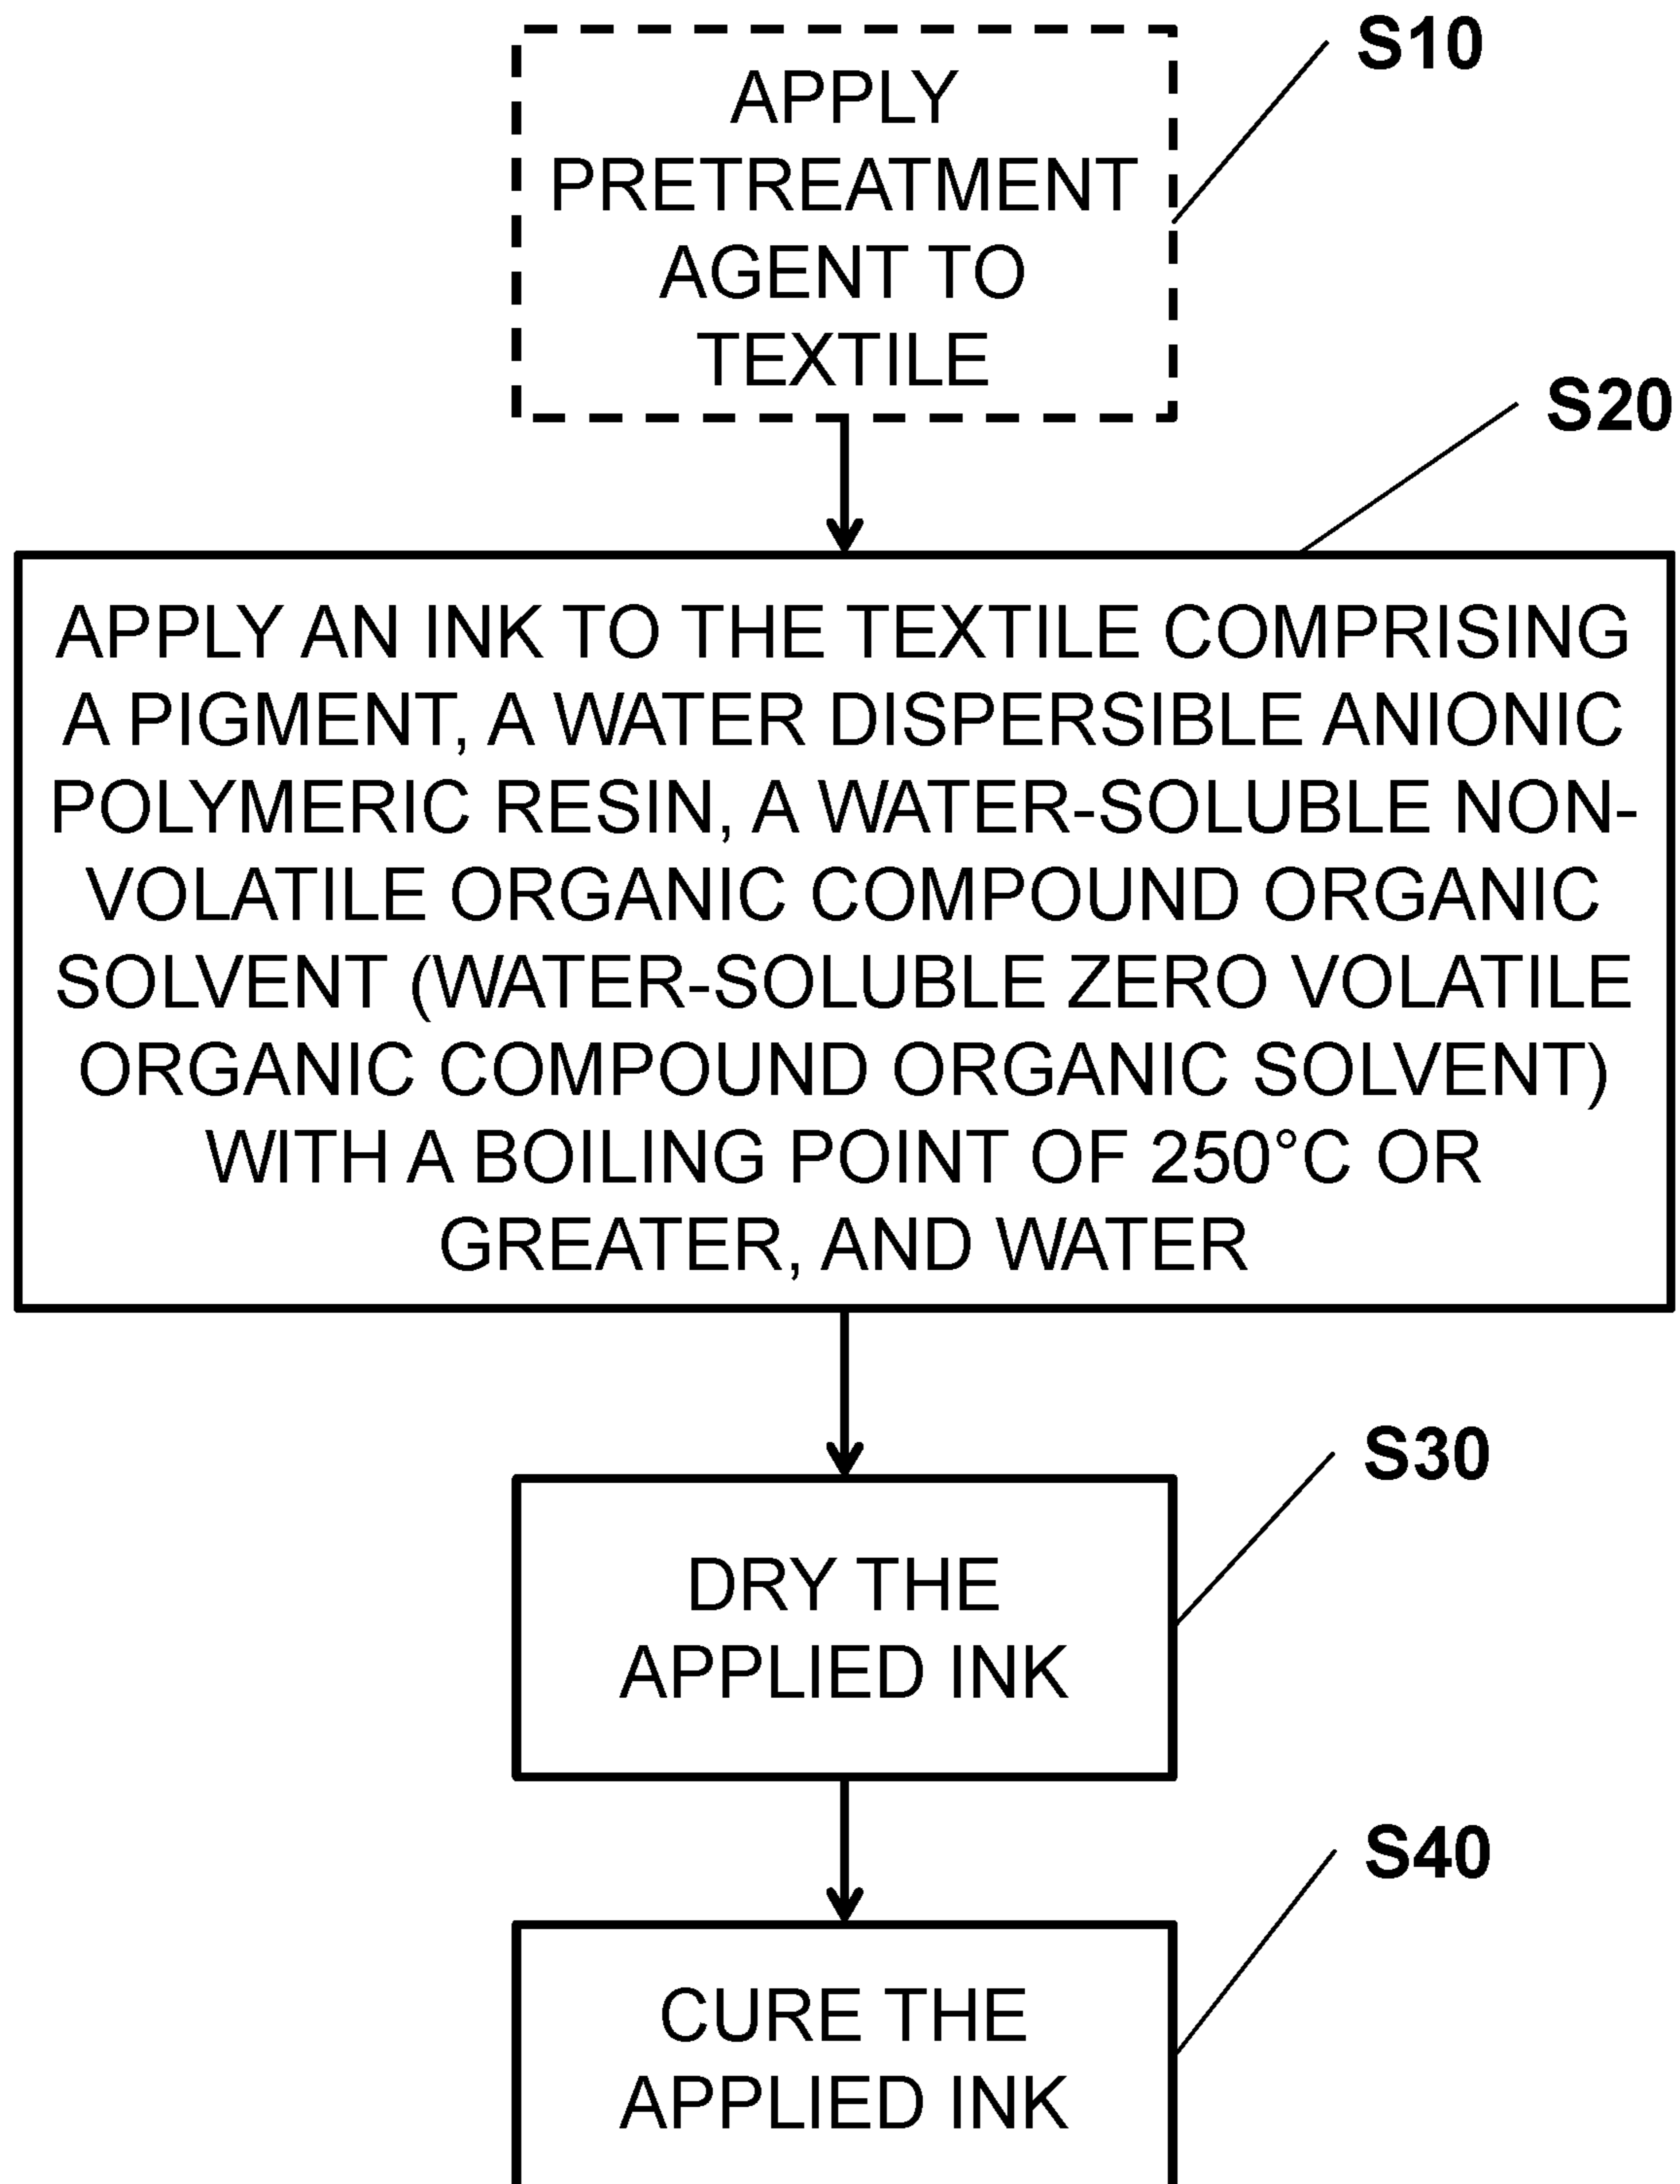 S10
APPLY
PRETREATMENT
AGENT TO
TEXTILE
S20
APPLY AN INK TO THE TEXTILE COMPRISING
A PIGMENT, A WATER DISPERSIBLE ANIONIC
POLYMERIC RESIN, A WATER-SOLUBLE NON-
VOLATILE ORGANIC COMPOUND ORGANIC
SOLVENT (WATER-SOLUBLE ZERO VOLATILE
ORGANIC COMPOUND ORGANIC SOLVENT)
WITH A BOILING POINT OF 250°C OR
GREATER, AND WATER
S30
DRY THE
APPLIED INK
S40
CURE THE
APPLIED INK